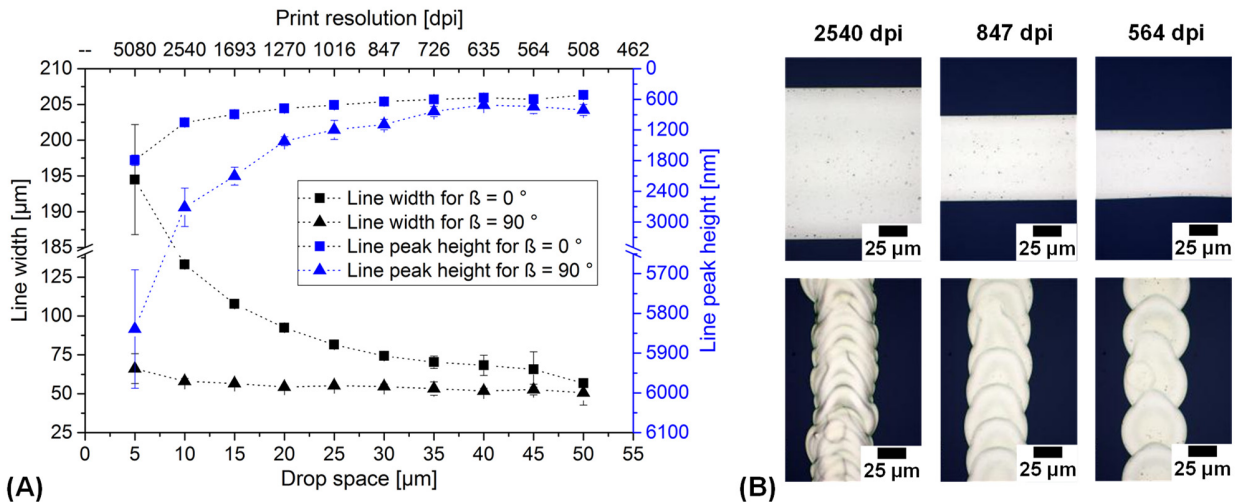 Print resolution [dpi]
-- 5080 2540 1693 1270 1016 847 726 635 564 508 462
210
205
200
195
190
185
125
100
75
50
25
Line width [µm]
0
600
1200
1800
2400
3000
5700
5800
5900
6000
6100
Line peak height [nm]
Line width for ß = 0 °
Line width for ß = 90 °
Line peak height for ß = 0 °
Line peak height for ß = 90 °
0 5 10 15 20 25 30 35 40 45 50 55
Drop space [µm]
(A)
2540 dpi 847 dpi 564 dpi
25 µm 25 µm 25 µm
25 µm 25 µm 25 µm
(B)